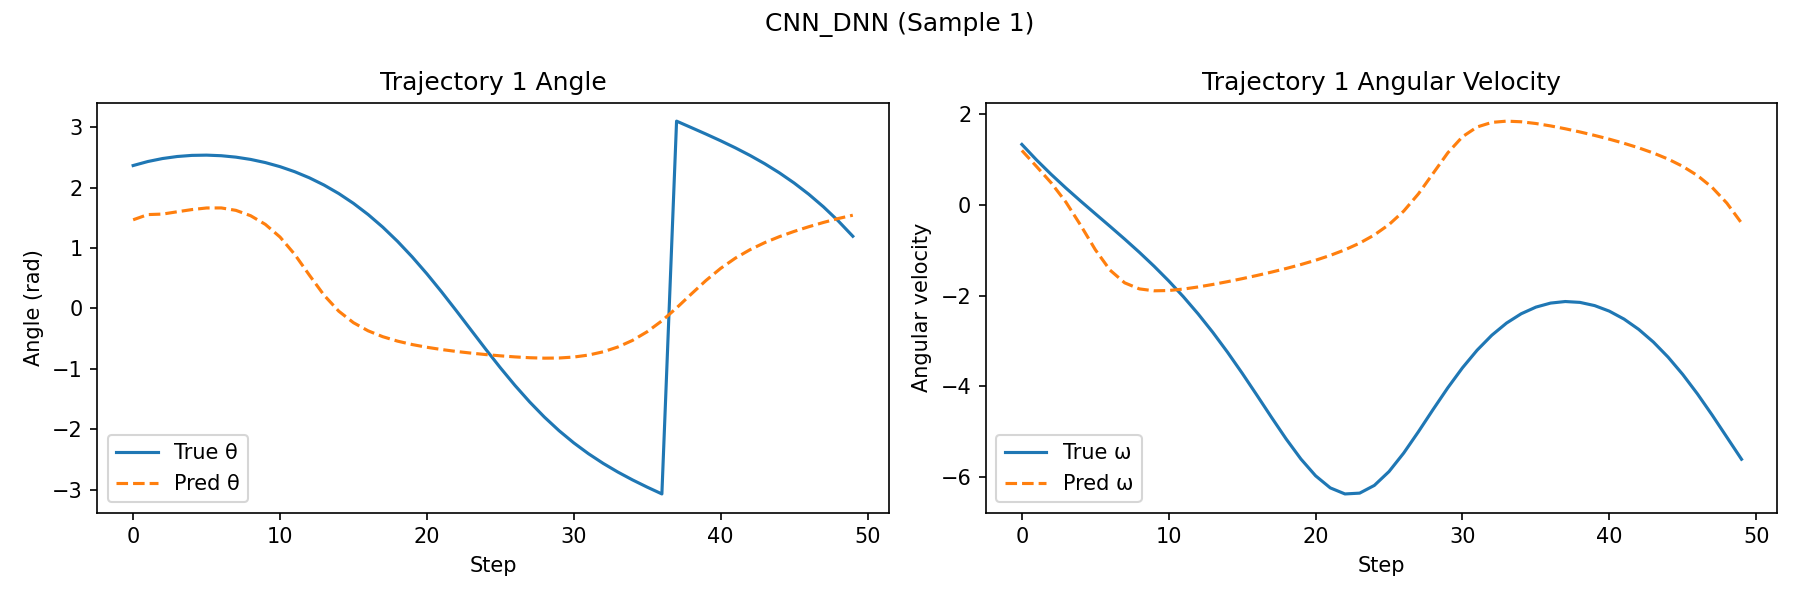 CNN_DNN (Sample 1)
Trajectory 1 Angle
Angle (rad)
3
2
1
0
−1
−2
−3
True θ
Pred θ
0 10 20 30 40 50
Step
Trajectory 1 Angular Velocity
Angular velocity
2
0
−2
−4
−6
True ω
Pred ω
0 10 20 30 40 50
Step